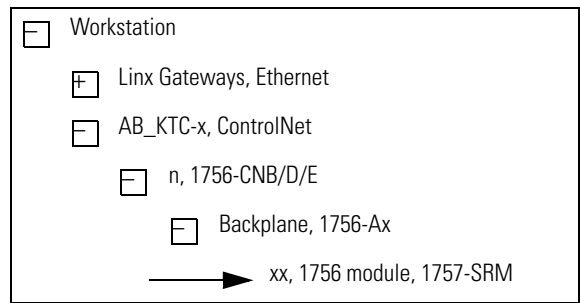 Workstation
Linx Gateways, Ethernet
AB_KTC-x, ControlNet
n, 1756-CNB/D/E
Backplane, 1756-Ax
xx, 1756 module, 1757-SRM